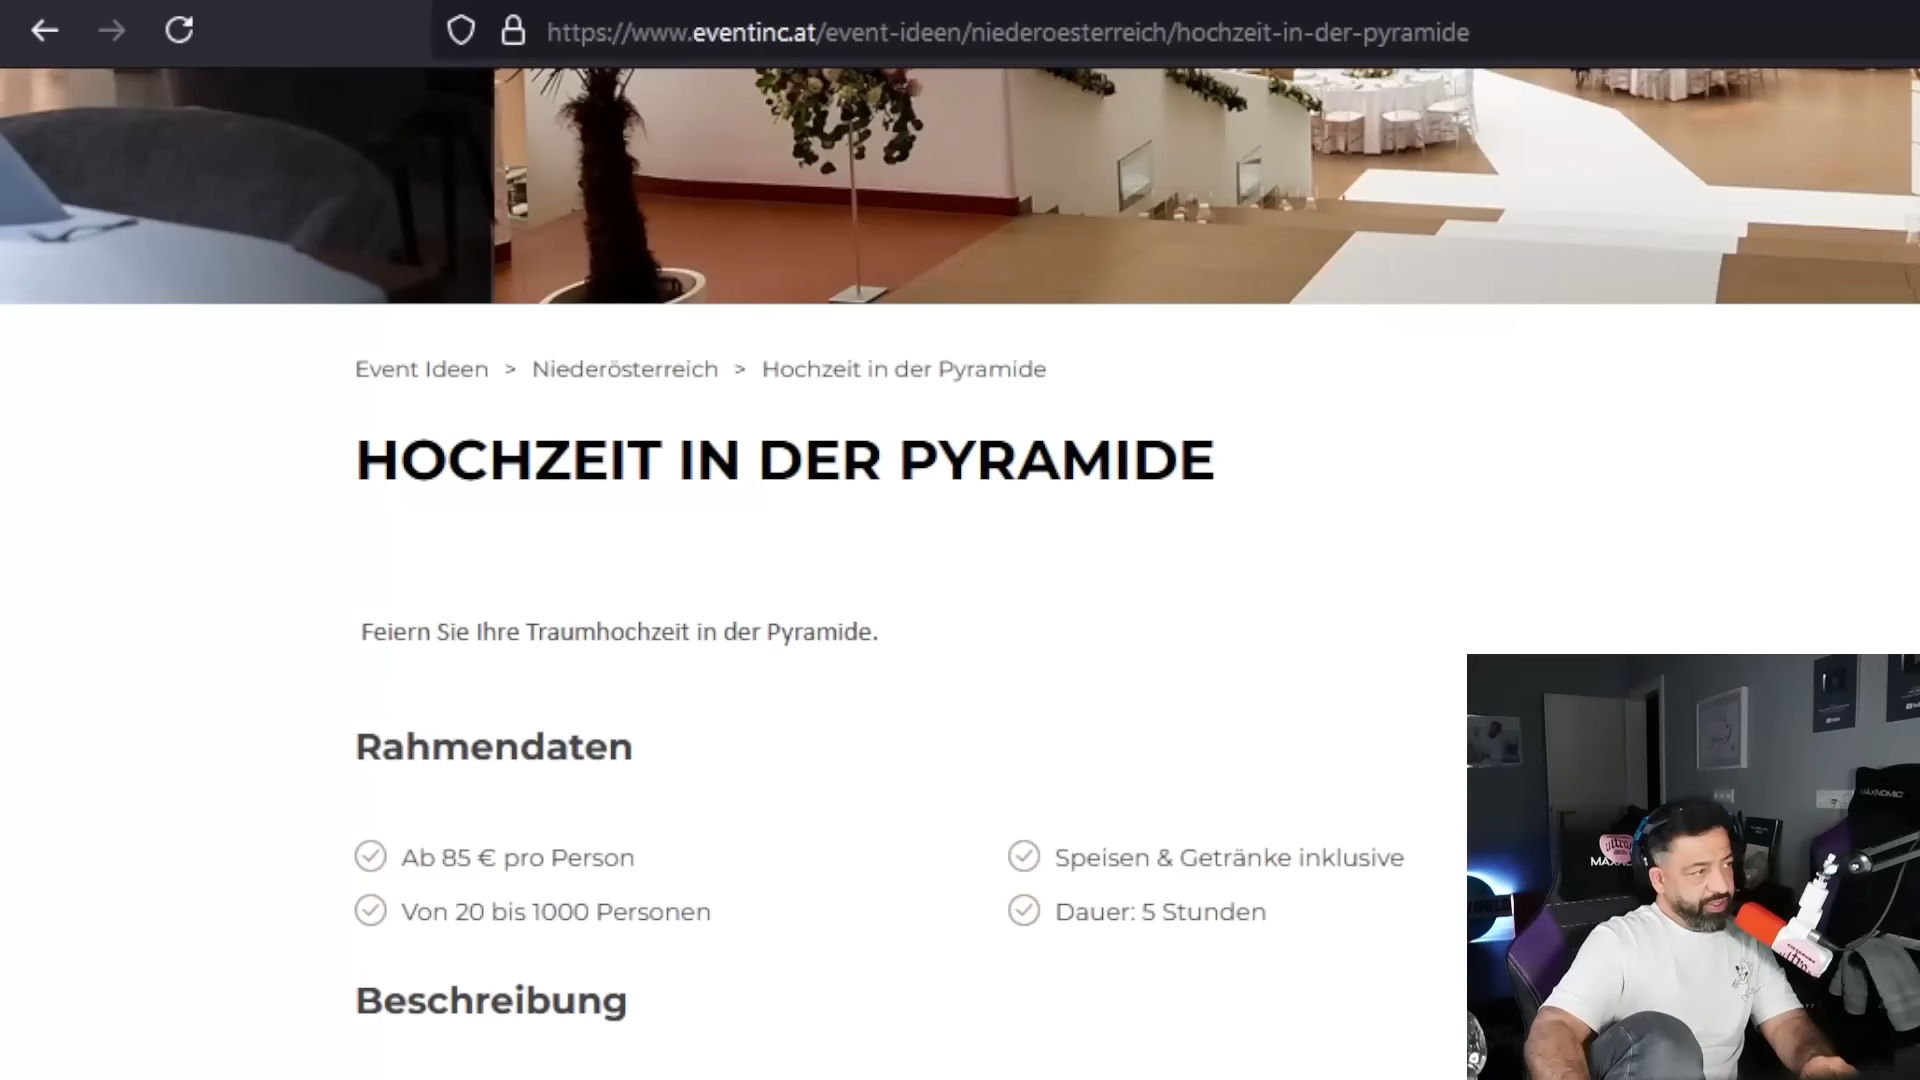 https://www.eventinc.at/event-ideen/niederoesterreich/hochzeit-in-der-pyramide
Event Ideen > Niederösterreich > Hochzeit in der Pyramide
HOCHZEIT IN DER PYRAMIDE
Feiern Sie Ihre Traumhochzeit in der Pyramide.
Rahmendaten
Ab 85 € pro Person
Speisen & Getränke inklusive
Von 20 bis 1000 Personen
Dauer: 5 Stunden
Beschreibung
MAXNOMIC